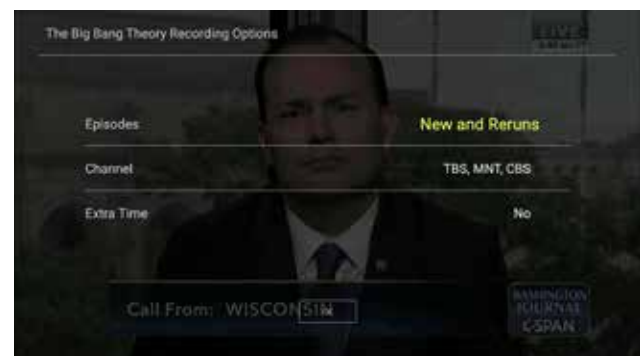 The Big Bang Theory Recording Options
LIVE
Episodes New and Reruns
Channel TBS, MNT, CBS
Extra Time No
Call From: WISCONSIN
WASHINGTON
JOURNAL
C-SPAN